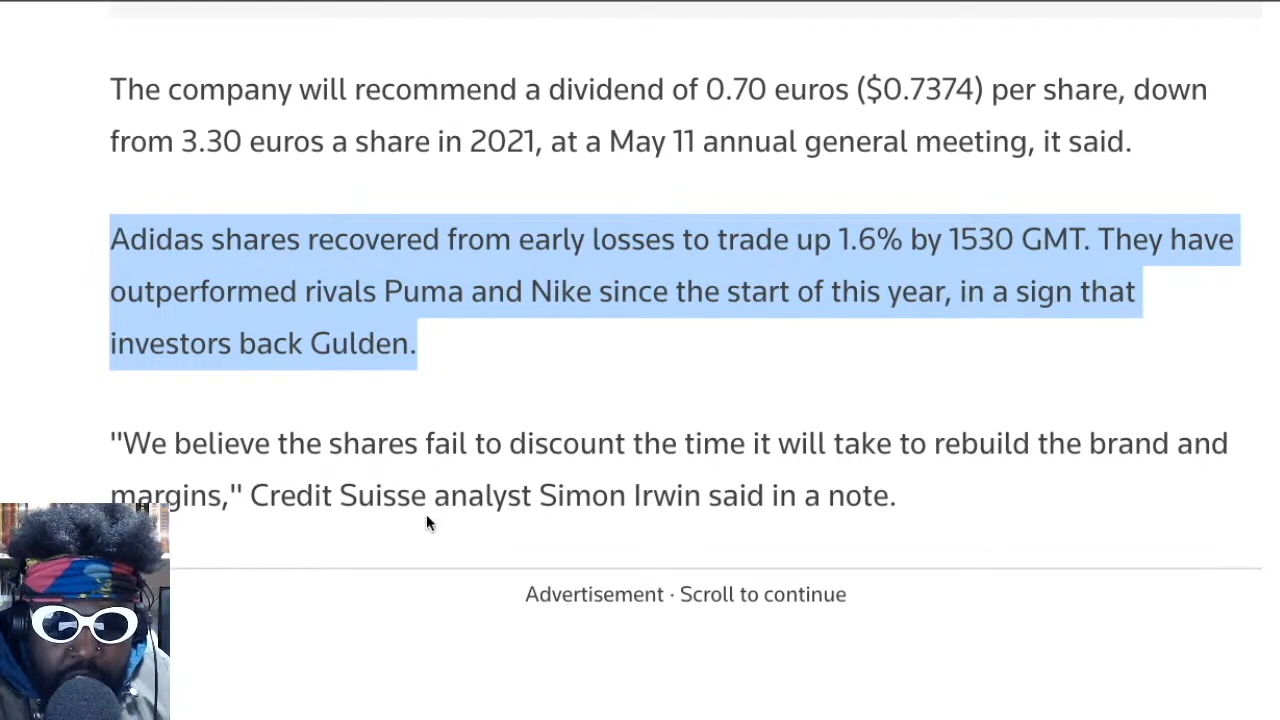 The company will recommend a dividend of 0.70 euros ($0.7374) per share, down
from 3.30 euros a share in 2021, at a May 11 annual general meeting, it said.
Adidas shares recovered from early losses to trade up 1.6% by 1530 GMT. They have
outperformed rivals Puma and Nike since the start of this year, in a sign that
investors back Gulden.
"We believe the shares fail to discount the time it will take to rebuild the brand and
margins," Credit Suisse analyst Simon Irwin said in a note.
Advertisement · Scroll to continue